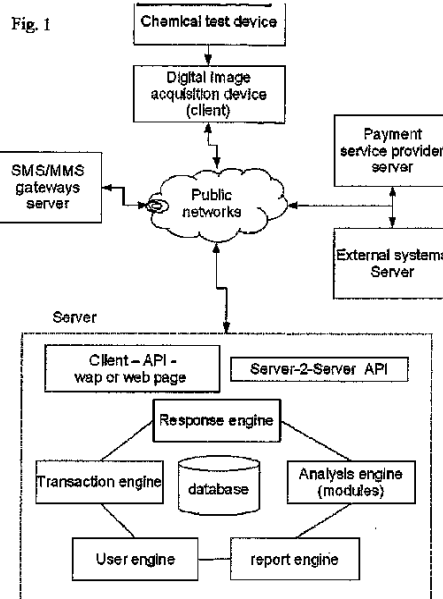 Fig. 1
Chemical test device
Digital image
acquisition device
(client)
SMS/MMS
gateways
server
Public
networks
Payment
service provider
server
External systems
Server
Server
Client – API -
wap or web page
Server-2-Server API
Response engine
Transaction engine
database
Analysis engine
(modules)
User engine
report engine